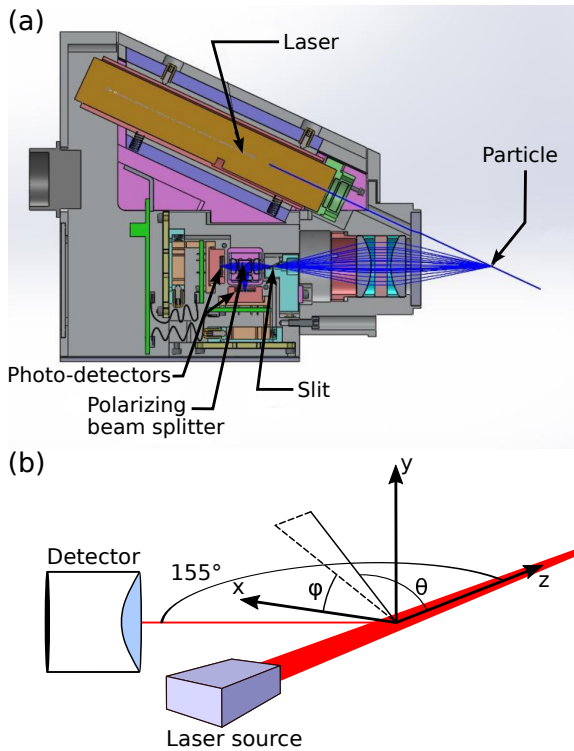 (a)
Laser
Particle
Photo-detectors
Slit
Polarizing
beam splitter
(b)
y
Detector
155°
x
φ
θ
z
Laser source